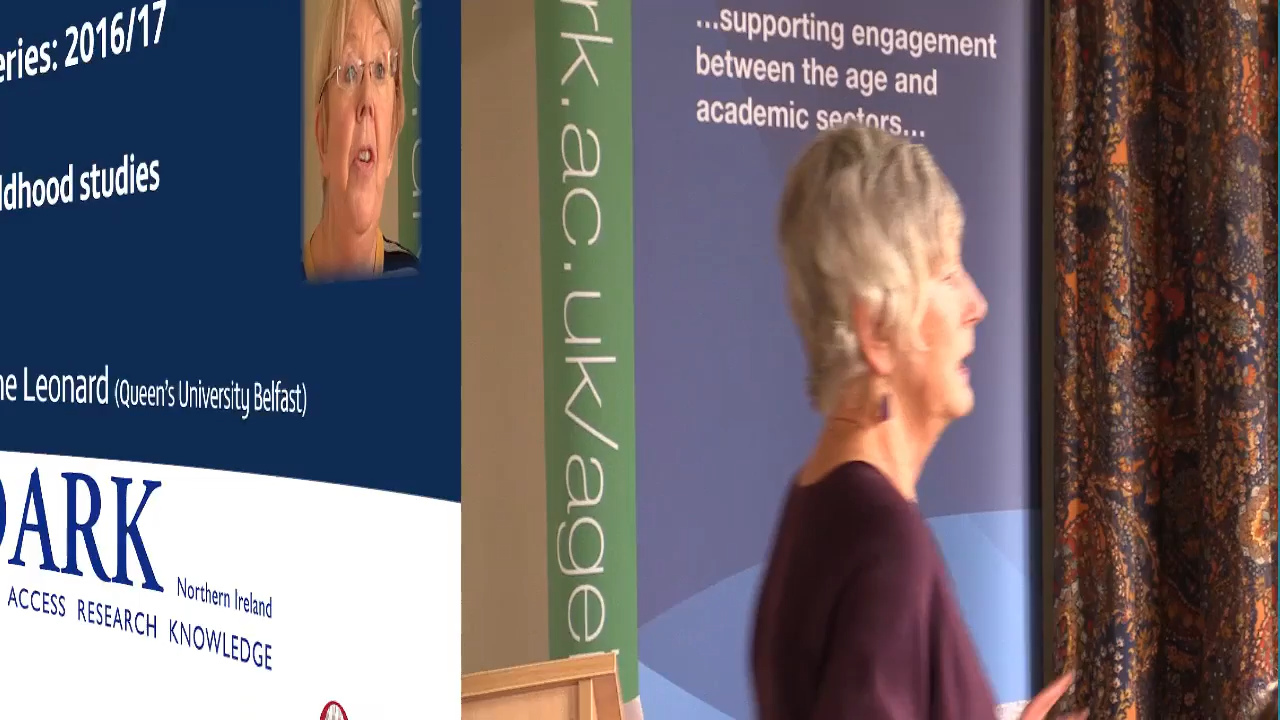 eries: 2016/17
ldhood studies
ne Leonard (Queen's University Belfast)
ARK
Northern Ireland
ACCESS RESEARCH KNOWLEDGE
rk.ac.uk/age
...supporting engagement
between the age and
academic sectors...